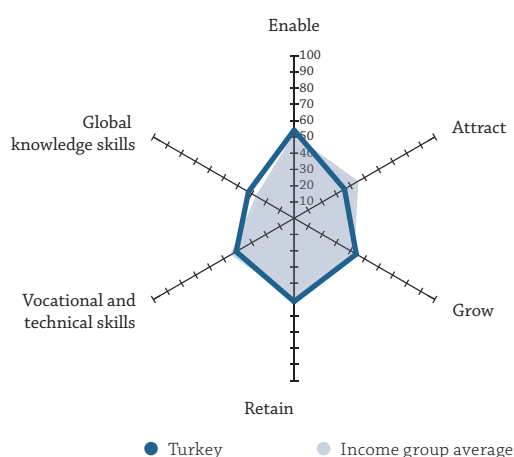 Enable
100
90
80
70
60
50
40
30
20
10
Attract
Global
knowledge skills
Vocational and
technical skills
Grow
Retain
Turkey
Income group average